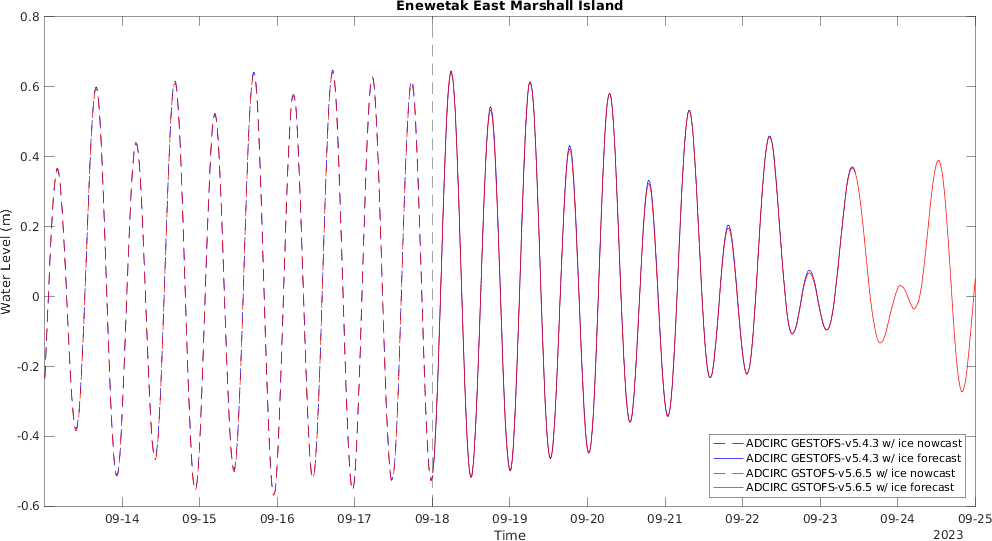 Enewetak East Marshall Island
0.8
0.6
0.4
0.2
0
-0.2
-0.4
-0.6
Water Level (m)
ADCIRC GESTOFS-v5.4.3 w/ ice nowcast
ADCIRC GESTOFS-v5.4.3 w/ ice forecast
ADCIRC GSTOFS-v5.6.5 w/ ice nowcast
ADCIRC GSTOFS-v5.6.5 w/ ice forecast
09-14 09-15 09-16 09-17 09-18 09-19 09-20 09-21 09-22 09-23 09-24 09-25
Time
2023